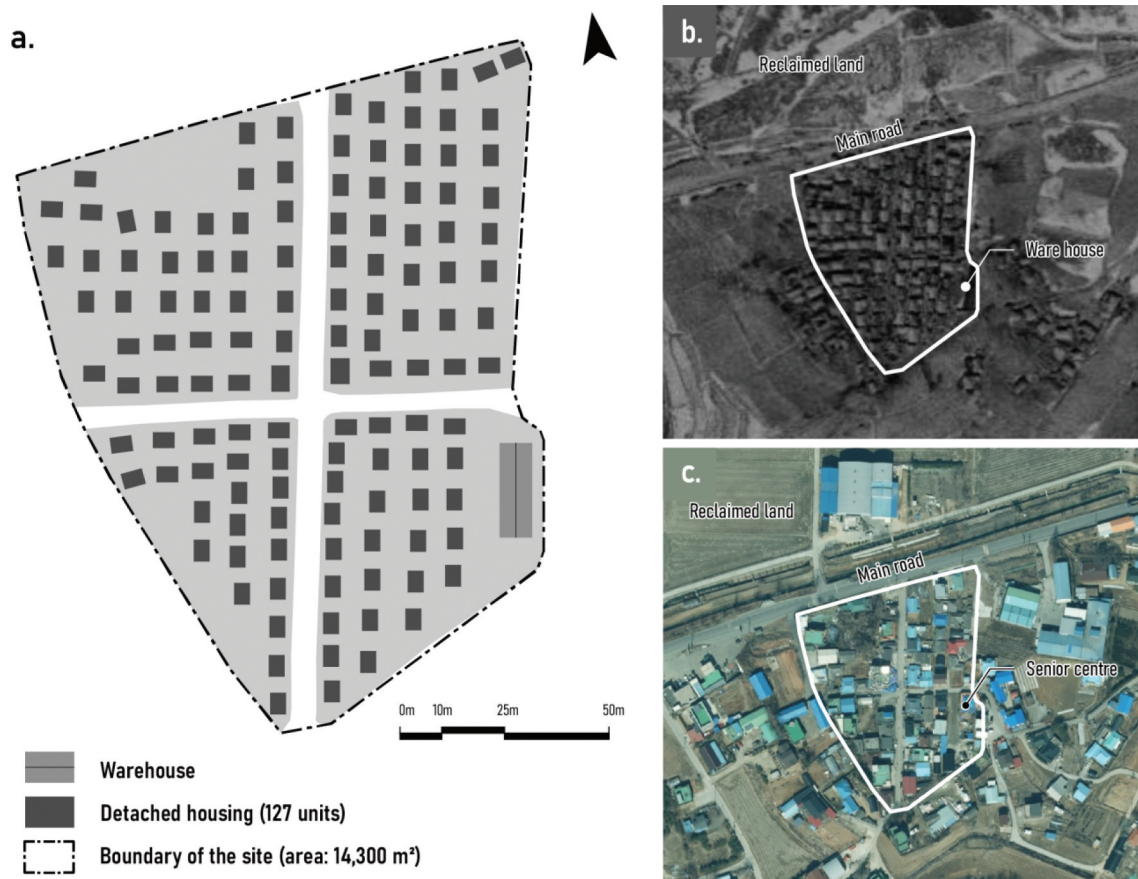 a.
0m
10m
25m
50m
Warehouse
Detached housing (127 units)
Boundary of the site (area: 14,300 m²)
b.
Reclaimed land
Main road
Ware house
c.
Reclaimed land
Main road
Senior centre